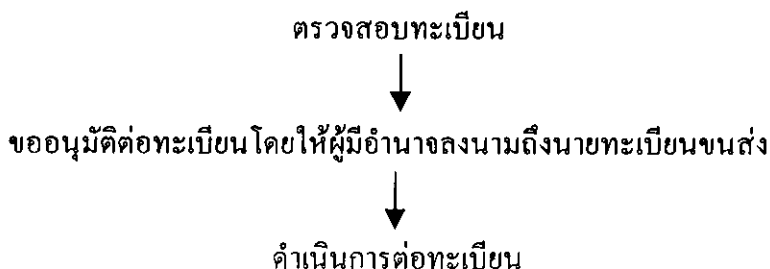 ตรวจสอบทะเบียน
ขออนุมัติต่อทะเบียนโดยให้ผู้มีอำนาจลงนามถึงนายทะเบียนขนส่ง
ดำเนินการต่อทะเบียน